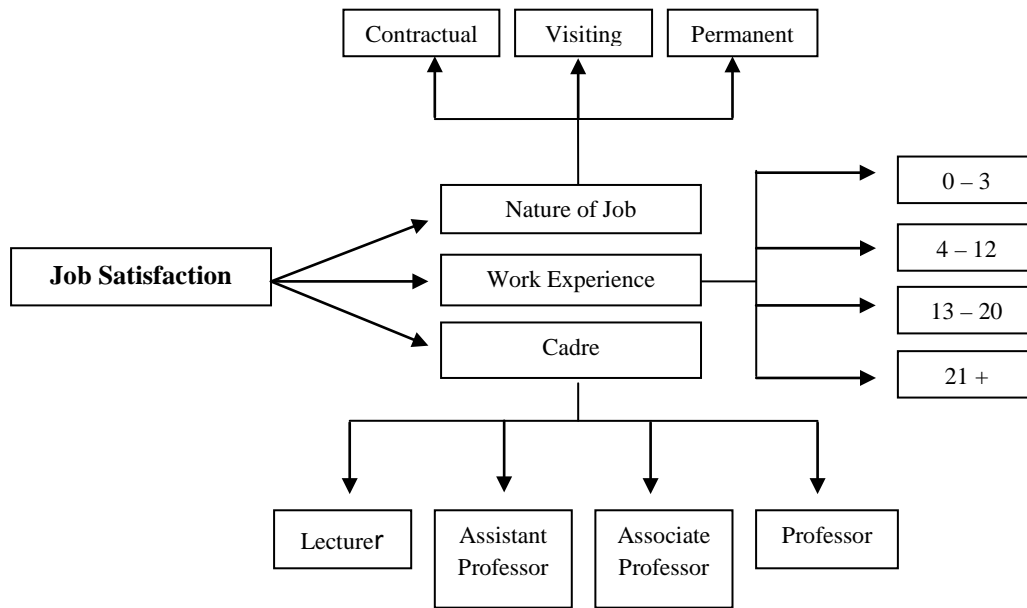 Contractual
Visiting
Permanent
0 – 3
Nature of Job
4 – 12
Job Satisfaction
Work Experience
13 – 20
Cadre
21 +
Lecturer
Assistant
Professor
Associate
Professor
Professor